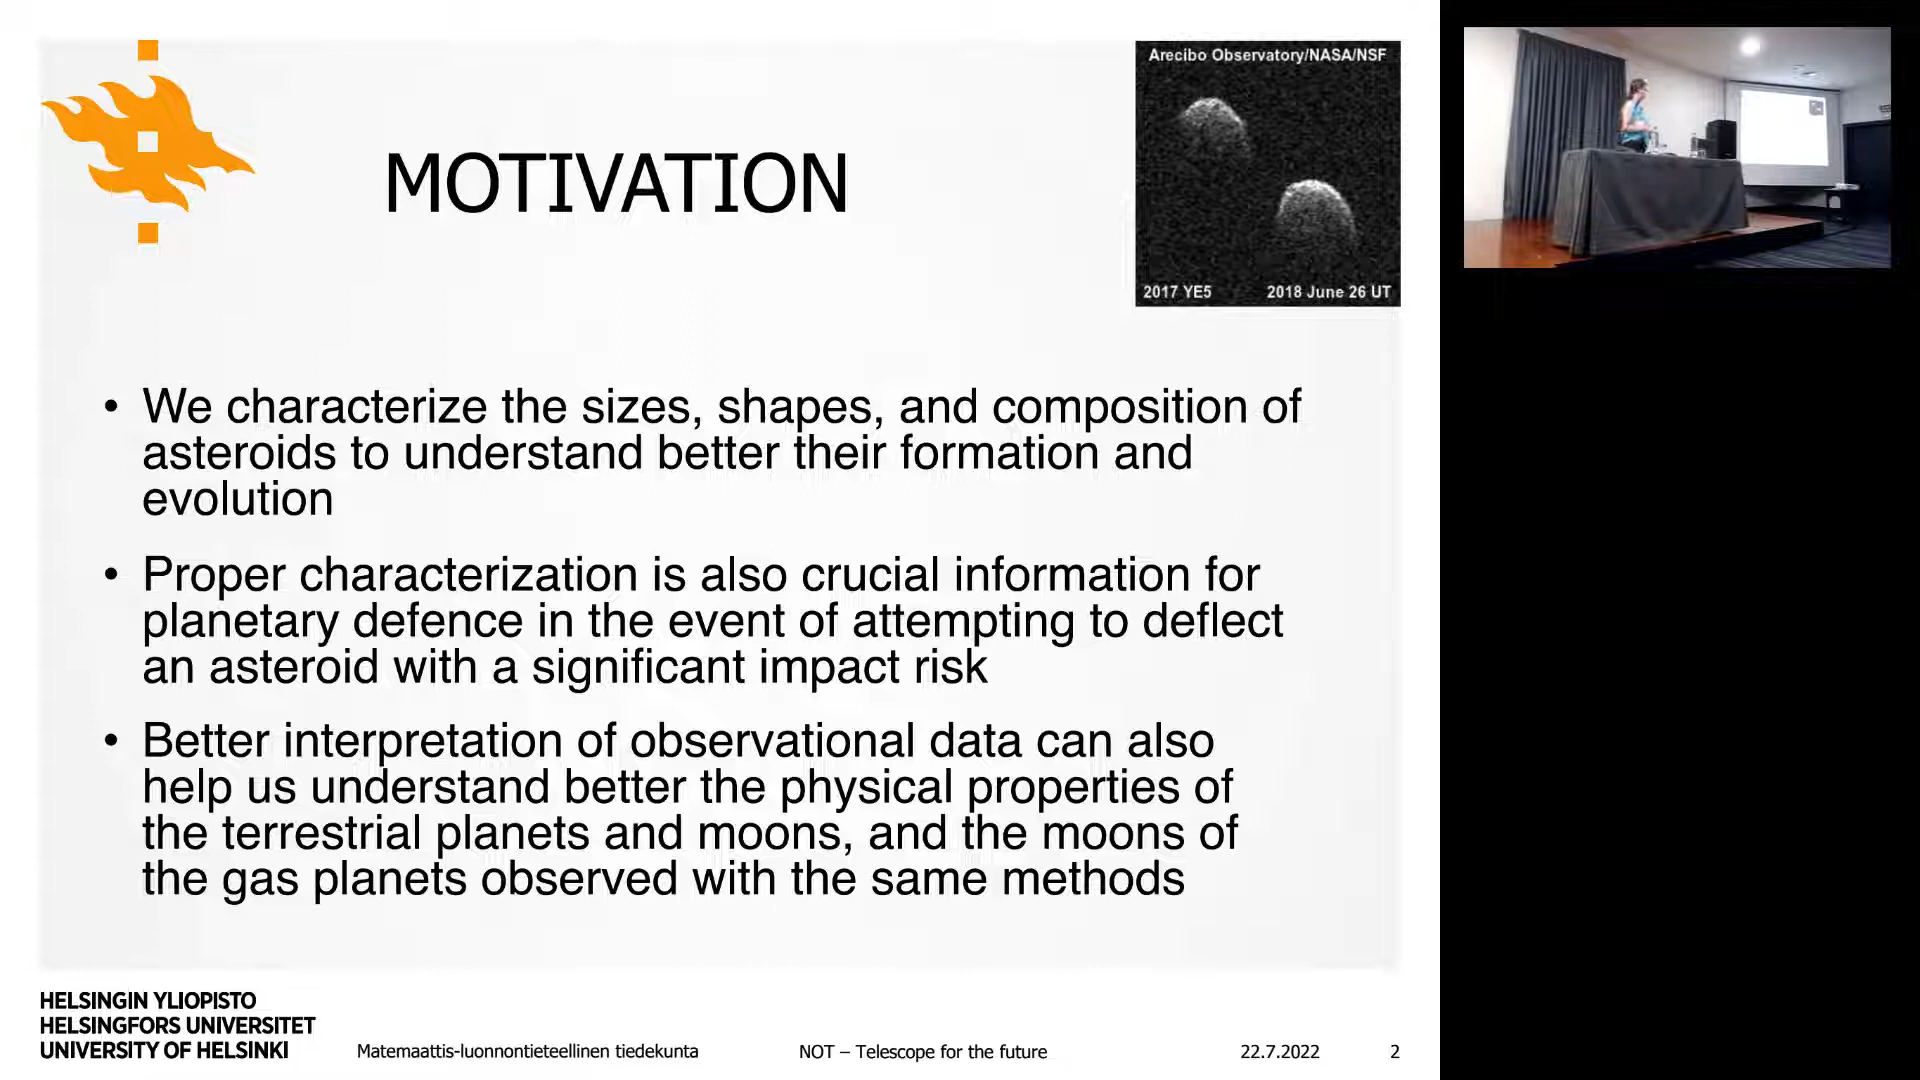 Arecibo Observatory/NASA/NSF
MOTIVATION
2017 YE5 2018 June 26 UT
• We characterize the sizes, shapes, and composition of
asteroids to understand better their formation and
evolution
• Proper characterization is also crucial information for
planetary defence in the event of attempting to deflect
an asteroid with a significant impact risk
• Better interpretation of observational data can also
help us understand better the physical properties of
the terrestrial planets and moons, and the moons of
the gas planets observed with the same methods
HELSINGIN YLIOPISTO
HELSINGFORS UNIVERSITET
UNIVERSITY OF HELSINKI
Matemaattis-luonnontieteellinen tiedekunta
NOT – Telescope for the future
22.7.2022
2